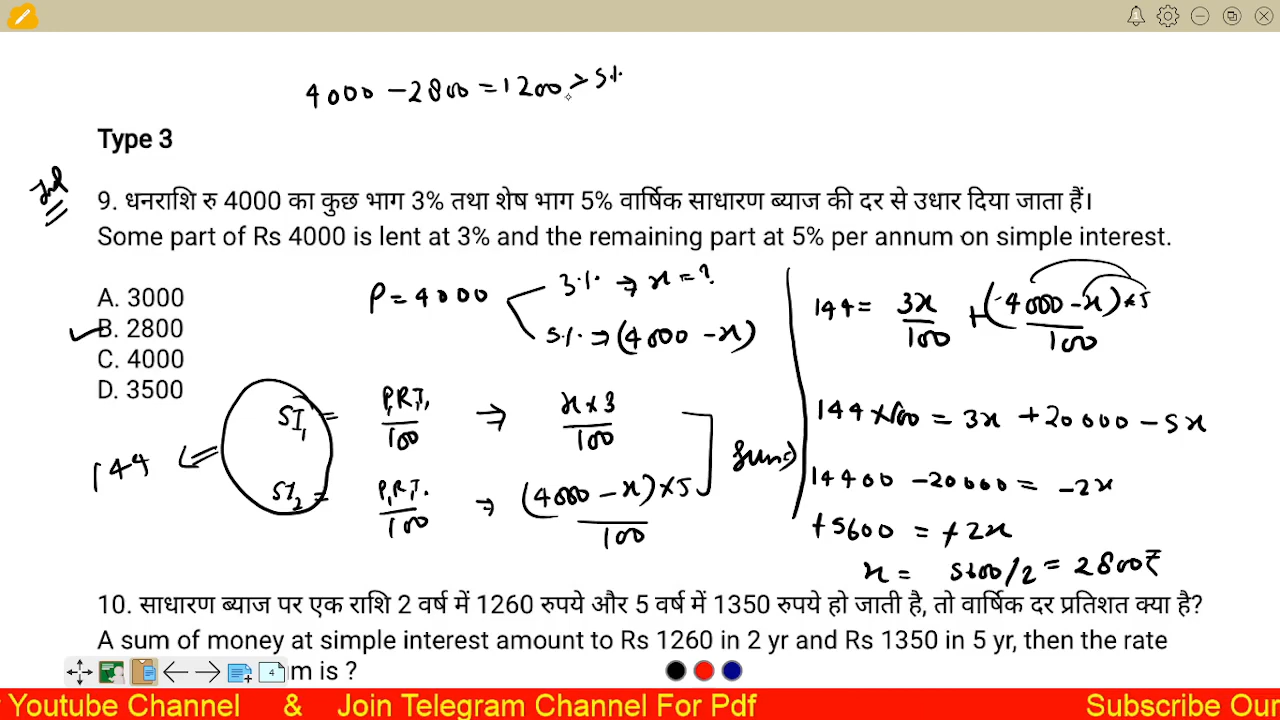 4000 - 2800 = 1200 > 5%
Type 3
9. धनराशि रु 4000 का कुछ भाग 3% तथा शेष भाग 5% वार्षिक साधारण ब्याज की दर से उधार दिया जाता हैं।
Some part of Rs 4000 is lent at 3% and the remaining part at 5% per annum on simple interest.
A. 3000
B. 2800
C. 4000
D. 3500
P = 4000
3% → x = ?
5% ⇒ (4000 - x)
SI₁ = P₁R₁T₁/100 → x × 3/100
SI₂ = P₁R₁T./100 → (4000 - x) × 5/100
144
144 = 3x/100 + (4000 - x) × 5/100
144 × 100 = 3x + 20000 - 5x
14400 - 20000 = -2x
+5600 = +2x
x = 5600/2 = 2800₹
10. साधारण ब्याज पर एक राशि 2 वर्ष में 1260 रुपये और 5 वर्ष में 1350 रुपये हो जाती है, तो वार्षिक दर प्रतिशत क्या है?
A sum of money at simple interest amount to Rs 1260 in 2 yr and Rs 1350 in 5 yr, then the rate
m is ?
4
Youtube Channel & Join Telegram Channel For Pdf Subscribe Our